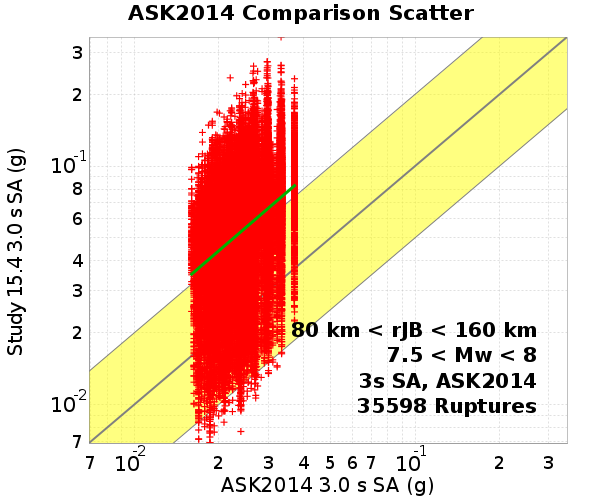 ASK2014 Comparison Scatter
Study 15.4 3.0 s SA (g)
3
2
10⁻¹
8
6
4
3
2
10⁻²
7
80 km < rJB < 160 km
7.5 < Mw < 8
3s SA, ASK2014
35598 Ruptures
7 10⁻² 2 3 4 5 6 7 10⁻¹ 2 3
ASK2014 3.0 s SA (g)